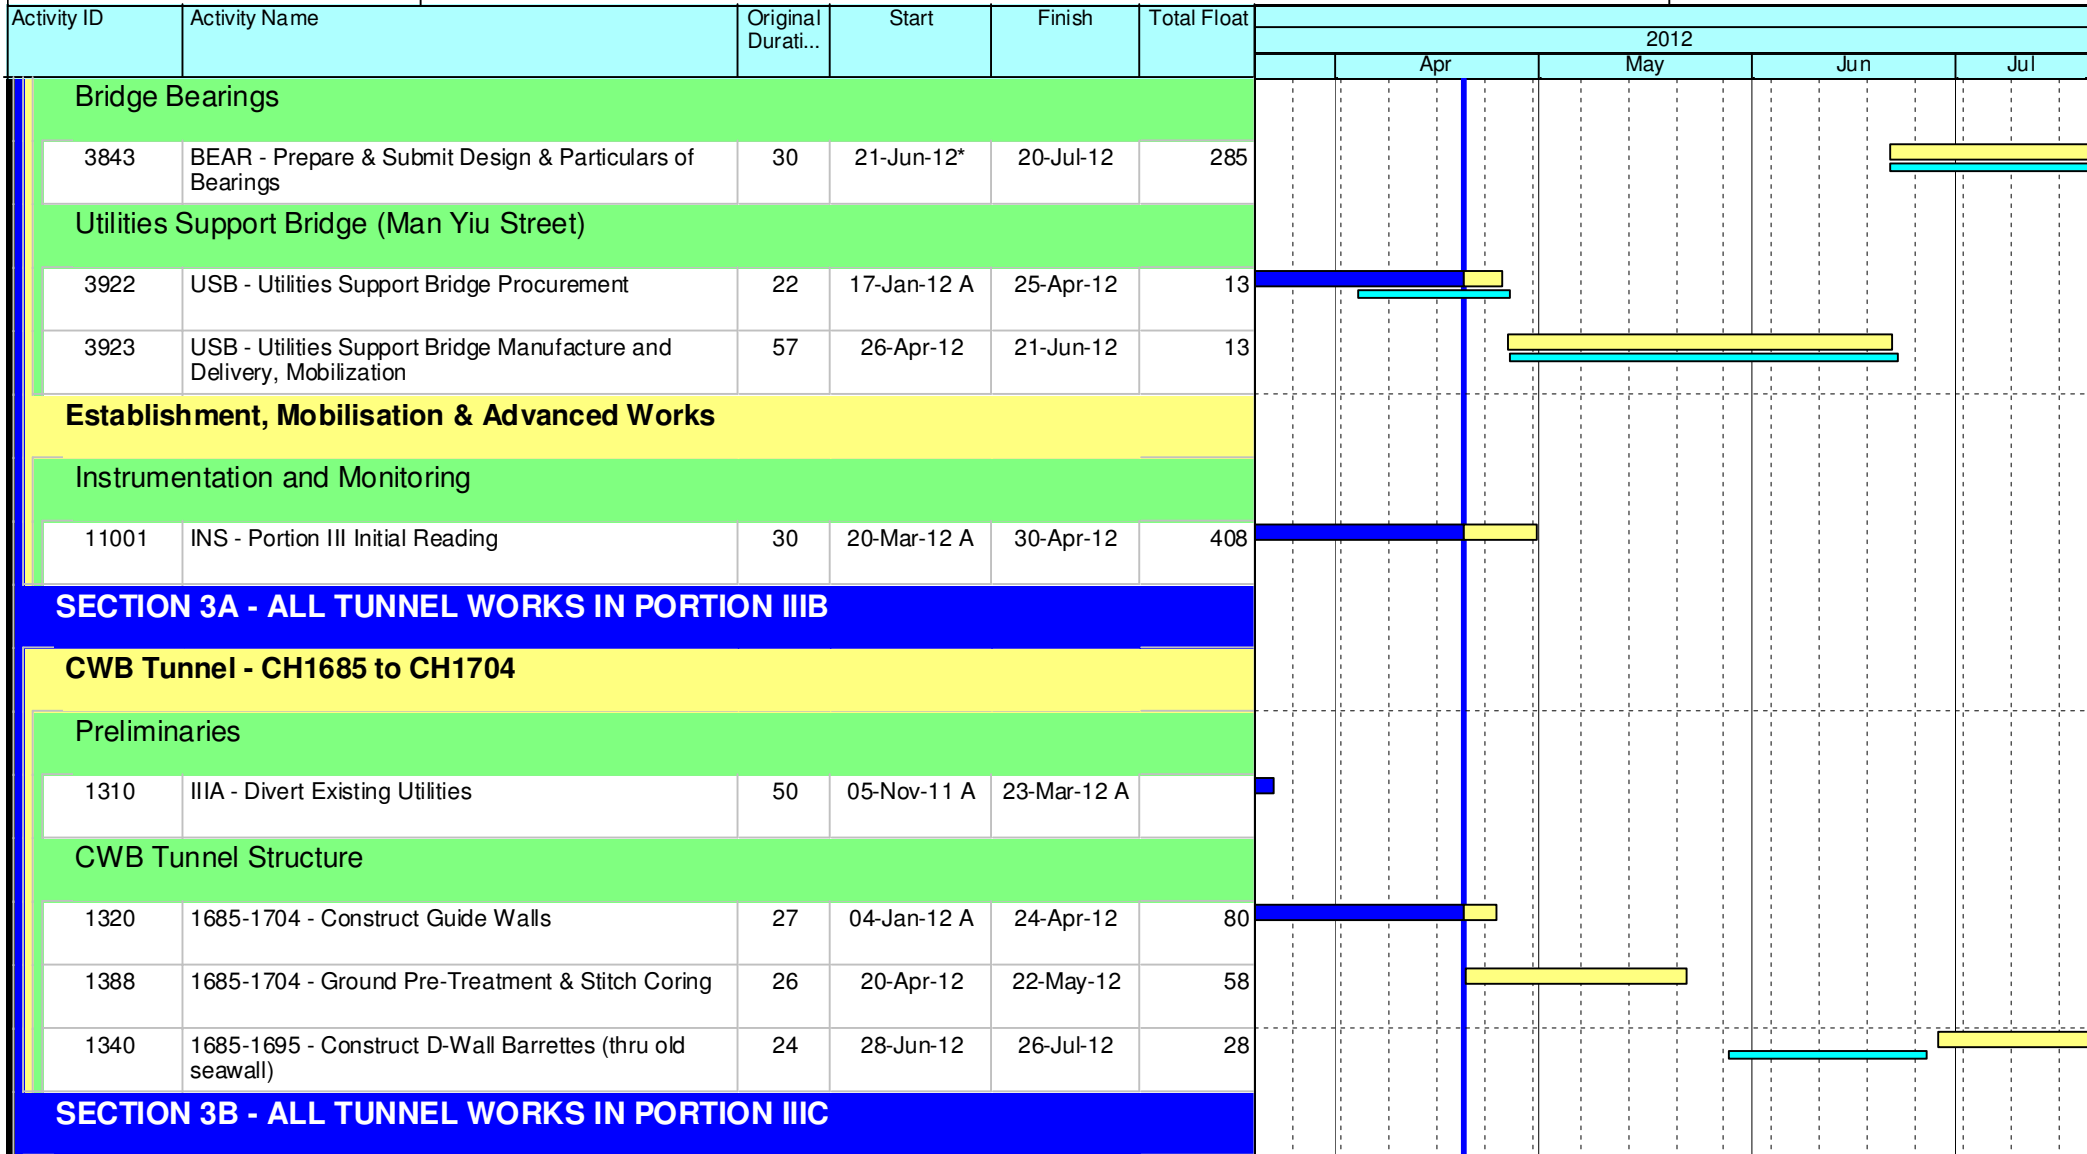 Activity ID Activity Name Original Start Finish Total Float
Durati...
2012
Apr May Jun Jul
Bridge Bearings
3843 BEAR - Prepare & Submit Design & Particulars of 30 21-Jun-12* 20-Jul-12 285
Bearings
Utilities Support Bridge (Man Yiu Street)
3922 USB - Utilities Support Bridge Procurement 22 17-Jan-12 A 25-Apr-12 13
3923 USB - Utilities Support Bridge Manufacture and 57 26-Apr-12 21-Jun-12 13
Delivery, Mobilization
Establishment, Mobilisation & Advanced Works
Instrumentation and Monitoring
11001 INS - Portion III Initial Reading 30 20-Mar-12 A 30-Apr-12 408
SECTION 3A - ALL TUNNEL WORKS IN PORTION IIIB
CWB Tunnel - CH1685 to CH1704
Preliminaries
1310 IIIA - Divert Existing Utilities 50 05-Nov-11 A 23-Mar-12 A
CWB Tunnel Structure
1320 1685-1704 - Construct Guide Walls 27 04-Jan-12 A 24-Apr-12 80
1388 1685-1704 - Ground Pre-Treatment & Stitch Coring 26 20-Apr-12 22-May-12 58
1340 1685-1695 - Construct D-Wall Barrettes (thru old 24 28-Jun-12 26-Jul-12 28
seawall)
SECTION 3B - ALL TUNNEL WORKS IN PORTION IIIC